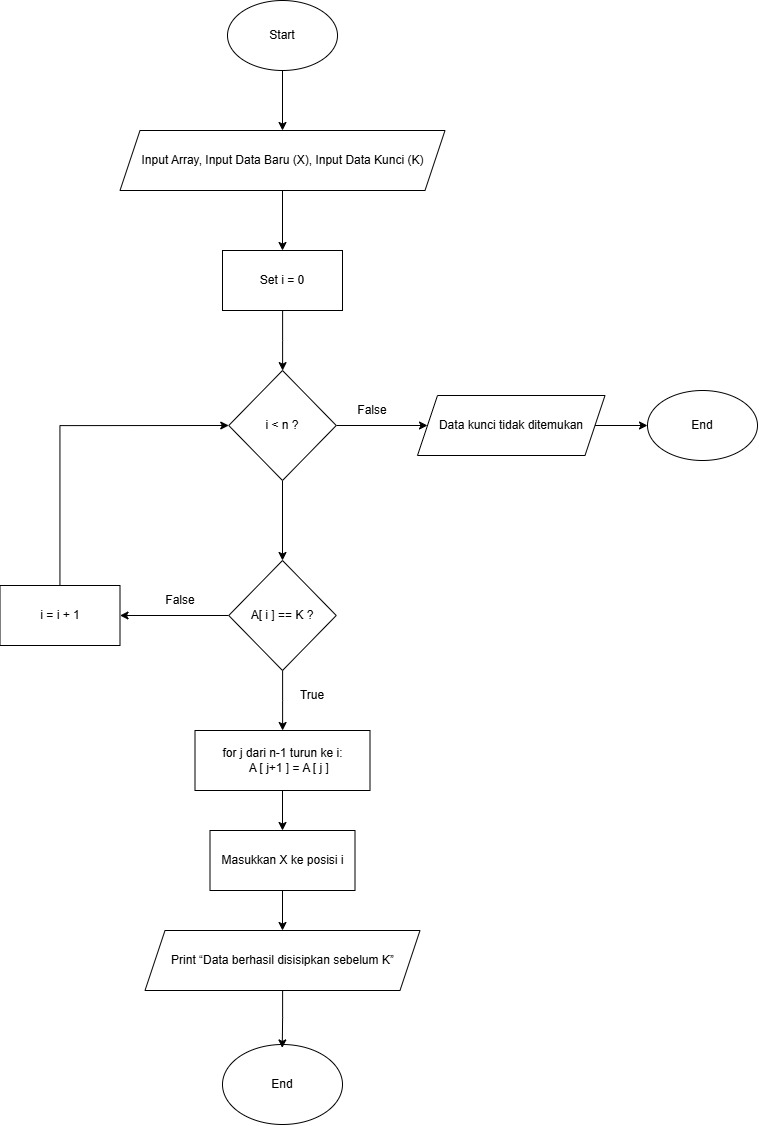 Start
Input Array, Input Data Baru (X), Input Data Kunci (K)
Set i = 0
i < n ?
False
Data kunci tidak ditemukan
End
i = i + 1
False
A[ i ] == K ?
True
for j dari n-1 turun ke i:
A [ j+1 ] = A [ j ]
Masukkan X ke posisi i
Print “Data berhasil disisipkan sebelum K”
End